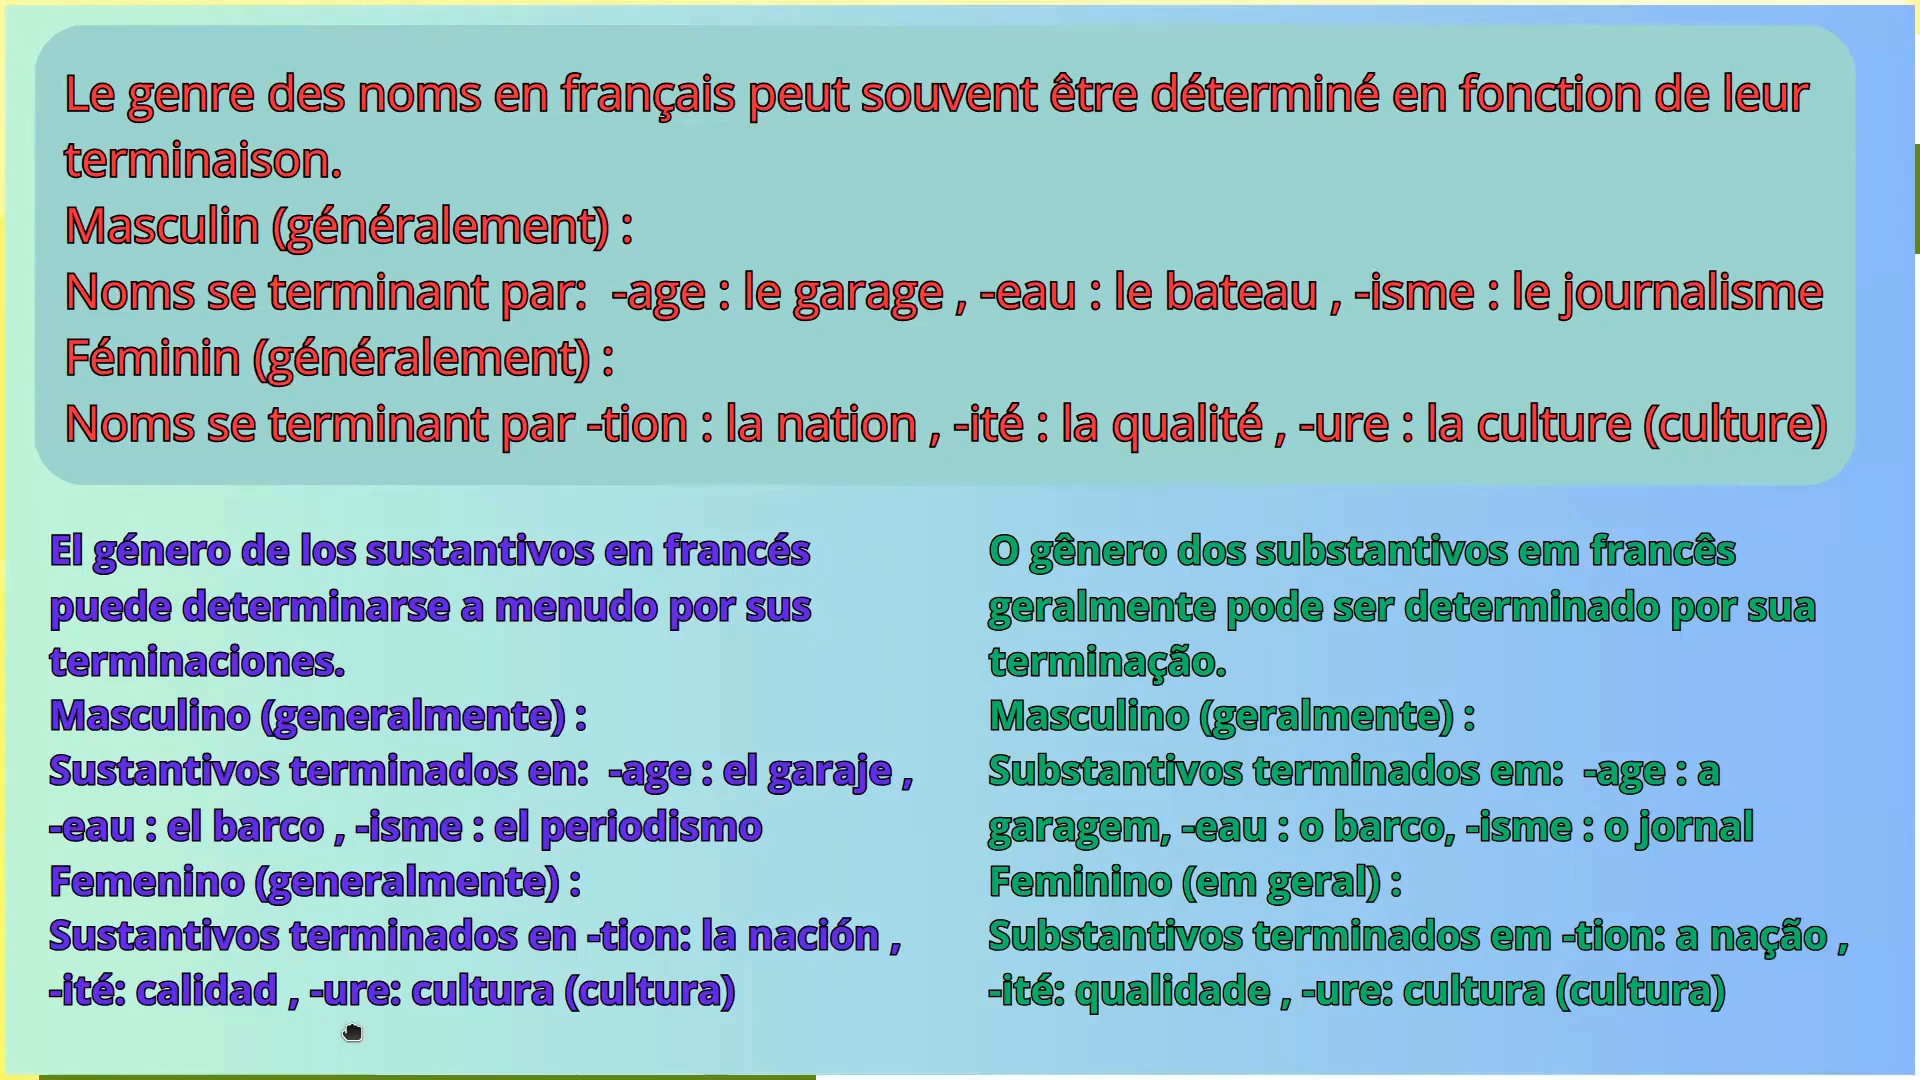 Le genre des noms en français peut souvent être déterminé en fonction de leur
terminaison.
Masculin (généralement) :
Noms se terminant par:  -age : le garage , -eau : le bateau , -isme : le journalisme
Féminin (généralement) :
Noms se terminant par -tion : la nation , -ité : la qualité , -ure : la culture (culture)
El género de los sustantivos en francés
puede determinarse a menudo por sus
terminaciones.
Masculino (generalmente) :
Sustantivos terminados en:  -age : el garaje ,
-eau : el barco , -isme : el periodismo
Femenino (generalmente) :
Sustantivos terminados en -tion: la nación ,
-ité: calidad , -ure: cultura (cultura)
O gênero dos substantivos em francês
geralmente pode ser determinado por sua
terminação.
Masculino (geralmente) :
Substantivos terminados em:  -age : a
garagem, -eau : o barco, -isme : o jornal
Feminino (em geral) :
Substantivos terminados em -tion: a nação ,
-ité: qualidade , -ure: cultura (cultura)